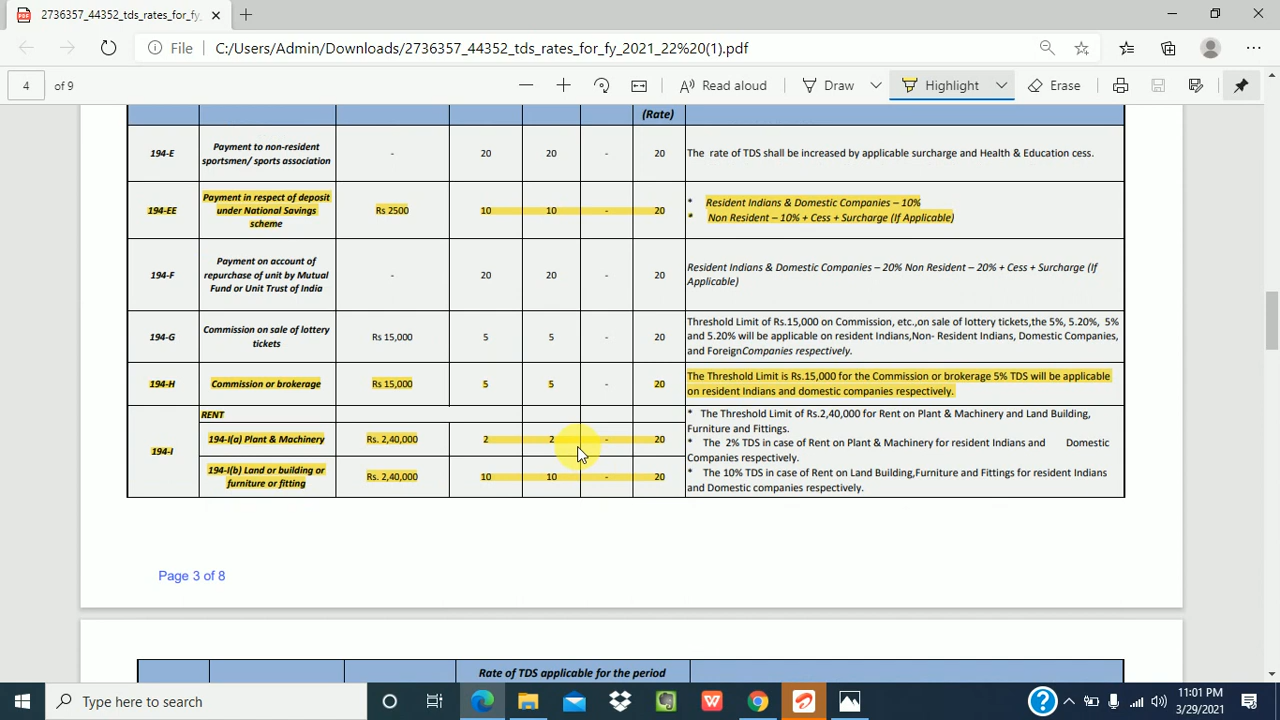 2736357_44352_tds_rates_for_fy_
File
C:/Users/Admin/Downloads/2736357_44352_tds_rates_for_fy_2021_22%20(1).pdf
4 of 9
Read aloud
Draw
Highlight
Erase
(Rate)
194-E
Payment to non-resident
sportsmen/ sports association
-
20
20
-
20
The rate of TDS shall be increased by applicable surcharge and Health & Education cess.
194-EE
Payment in respect of deposit
under National Savings
scheme
Rs 2500
10
10
-
20
* Resident Indians & Domestic Companies – 10%
* Non Resident – 10% + Cess + Surcharge (If Applicable)
194-F
Payment on account of
repurchase of unit by Mutual
Fund or Unit Trust of India
-
20
20
-
20
Resident Indians & Domestic Companies – 20% Non Resident – 20% + Cess + Surcharge (If
Applicable)
194-G
Commission on sale of lottery
tickets
Rs 15,000
5
5
-
20
Threshold Limit of Rs.15,000 on Commission, etc.,on sale of lottery tickets,the 5%, 5.20%, 5%
and 5.20% will be applicable on resident Indians,Non- Resident Indians, Domestic Companies,
and ForeignCompanies respectively.
194-H
Commission or brokerage
Rs 15,000
5
5
-
20
The Threshold Limit is Rs.15,000 for the Commission or brokerage 5% TDS will be applicable
on resident Indians and domestic companies respectively.
194-I
RENT
194-I(a) Plant & Machinery
Rs. 2,40,000
2
2
-
20
194-I(b) Land or building or
furniture or fitting
Rs. 2,40,000
10
10
-
20
* The Threshold Limit of Rs.2,40,000 for Rent on Plant & Machinery and Land Building,
Furniture and Fittings.
* The 2% TDS in case of Rent on Plant & Machinery for resident Indians and Domestic
Companies respectively.
* The 10% TDS in case of Rent on Land Building,Furniture and Fittings for resident Indians
and Domestic companies respectively.
Page 3 of 8
Rate of TDS applicable for the period
Type here to search
11:01 PM
3/29/2021